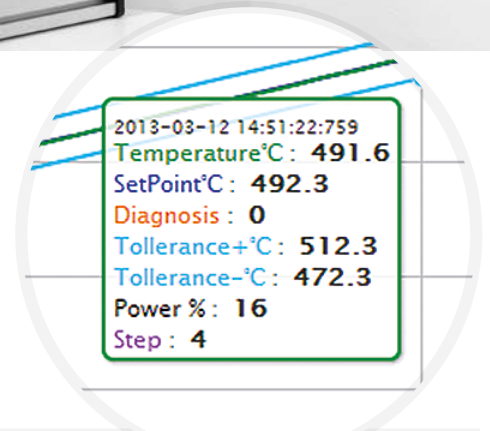 2013-03-12 14:51:22:759
Temperature°C : 491.6
SetPoint°C : 492.3
Diagnosis : 0
Tollerance+°C : 512.3
Tollerance-°C : 472.3
Power % : 16
Step : 4